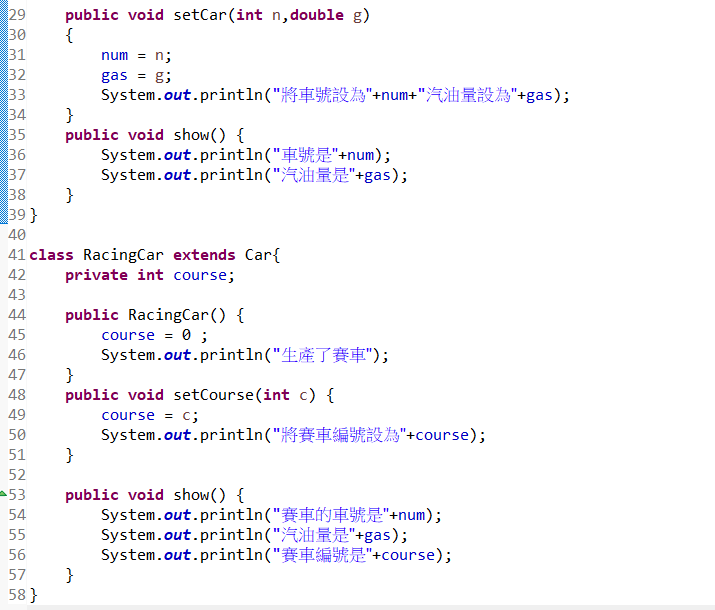 29 public void setCar(int n,double g)
30 {
31 num = n;
32 gas = g;
33 System.out.println("將車號設為"+num+"汽油量設為"+gas);
34 }
35 public void show() {
36 System.out.println("車號是"+num);
37 System.out.println("汽油量是"+gas);
38 }
39 }
40
41 class RacingCar extends Car{
42 private int course;
43
44 public RacingCar() {
45 course = 0 ;
46 System.out.println("生產了賽車");
47 }
48 public void setCourse(int c) {
49 course = c;
50 System.out.println("將賽車編號設為"+course);
51 }
52
53 public void show() {
54 System.out.println("賽車的車號是"+num);
55 System.out.println("汽油量是"+gas);
56 System.out.println("賽車編號是"+course);
57 }
58 }